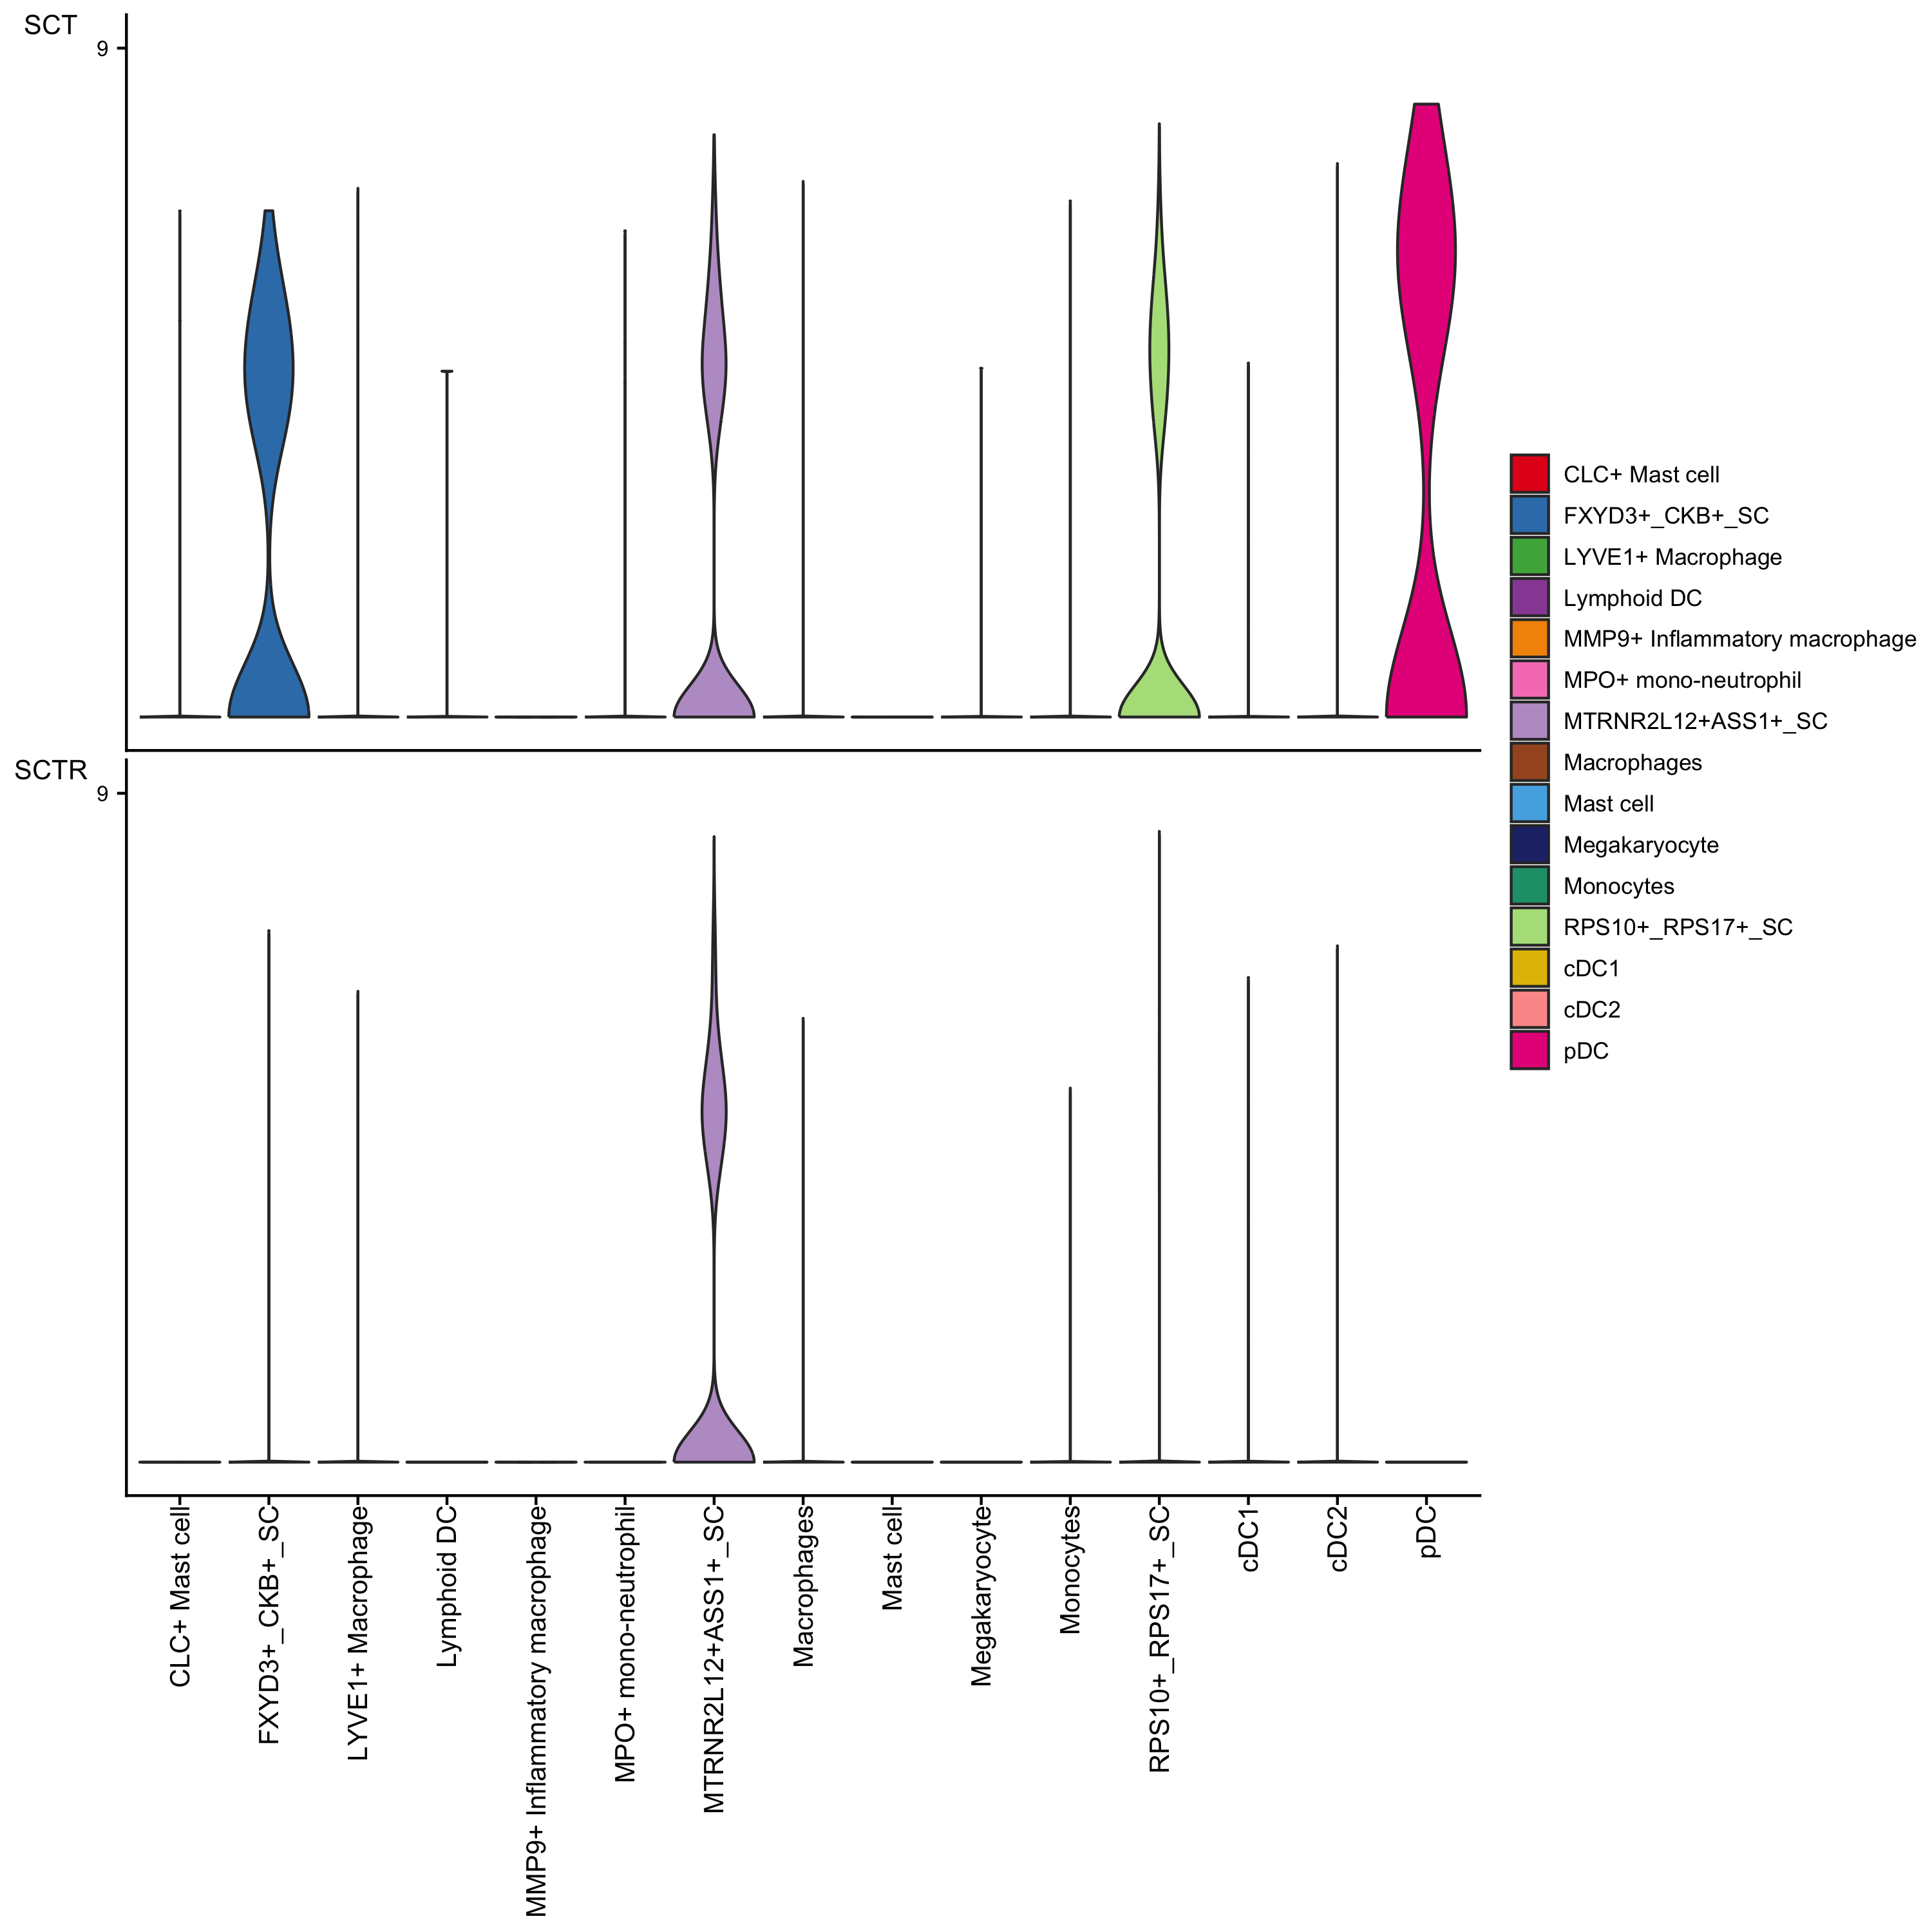 SCT
9
SCTR
9
CLC+ Mast cell
FXYD3+_CKB+_SC
LYVE1+ Macrophage
Lymphoid DC
MMP9+ Inflammatory macrophage
MPO+ mono-neutrophil
MTRNR2L12+ASS1+_SC
Macrophages
Mast cell
Megakaryocyte
Monocytes
RPS10+_RPS17+_SC
cDC1
cDC2
pDC
CLC+ Mast cell
FXYD3+_CKB+_SC
LYVE1+ Macrophage
Lymphoid DC
MMP9+ Inflammatory macrophage
MPO+ mono-neutrophil
MTRNR2L12+ASS1+_SC
Macrophages
Mast cell
Megakaryocyte
Monocytes
RPS10+_RPS17+_SC
cDC1
cDC2
pDC